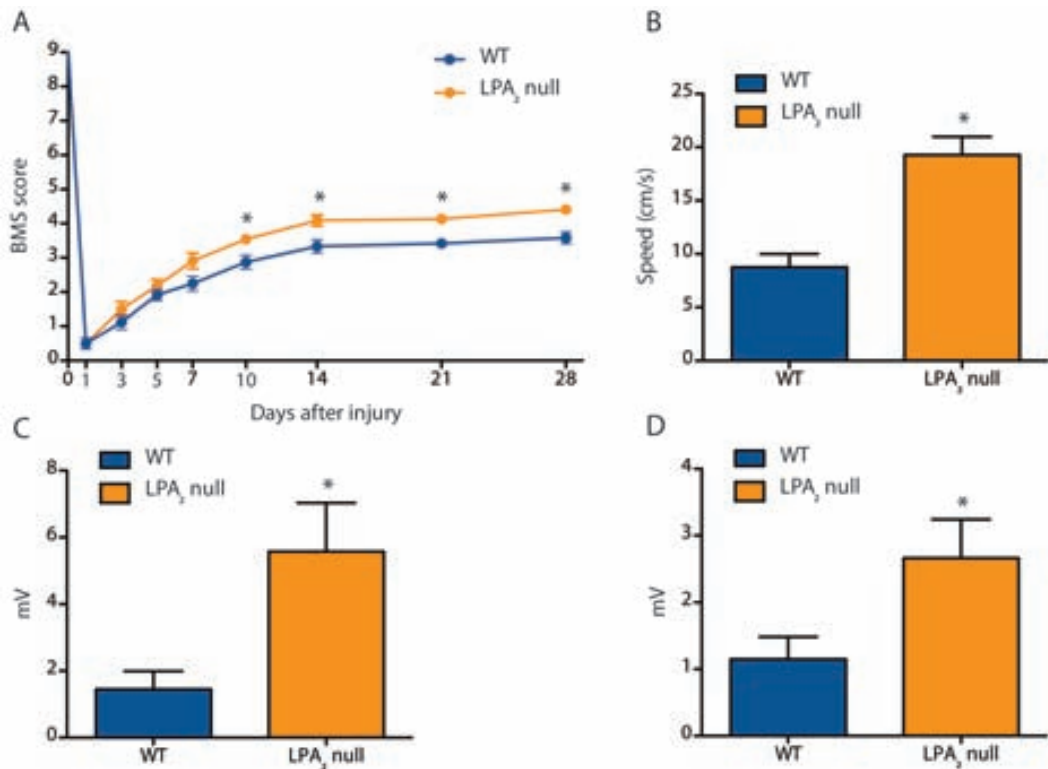 A
9
8
7
6
5
4
3
2
1
0
BMS score
WT
LPA₂ null
*
*
*
*
0 1 3 5 7 10 14 21 28
Days after injury
B
WT
LPA₂ null
25
20
15
10
5
0
Speed (cm/s)
*
WT LPA₂ null
C
WT
LPA₂ null
8
6
4
2
0
mV
*
WT LPA₂ null
D
WT
LPA₂ null
4
3
2
1
0
mV
*
WT LPA₂ null